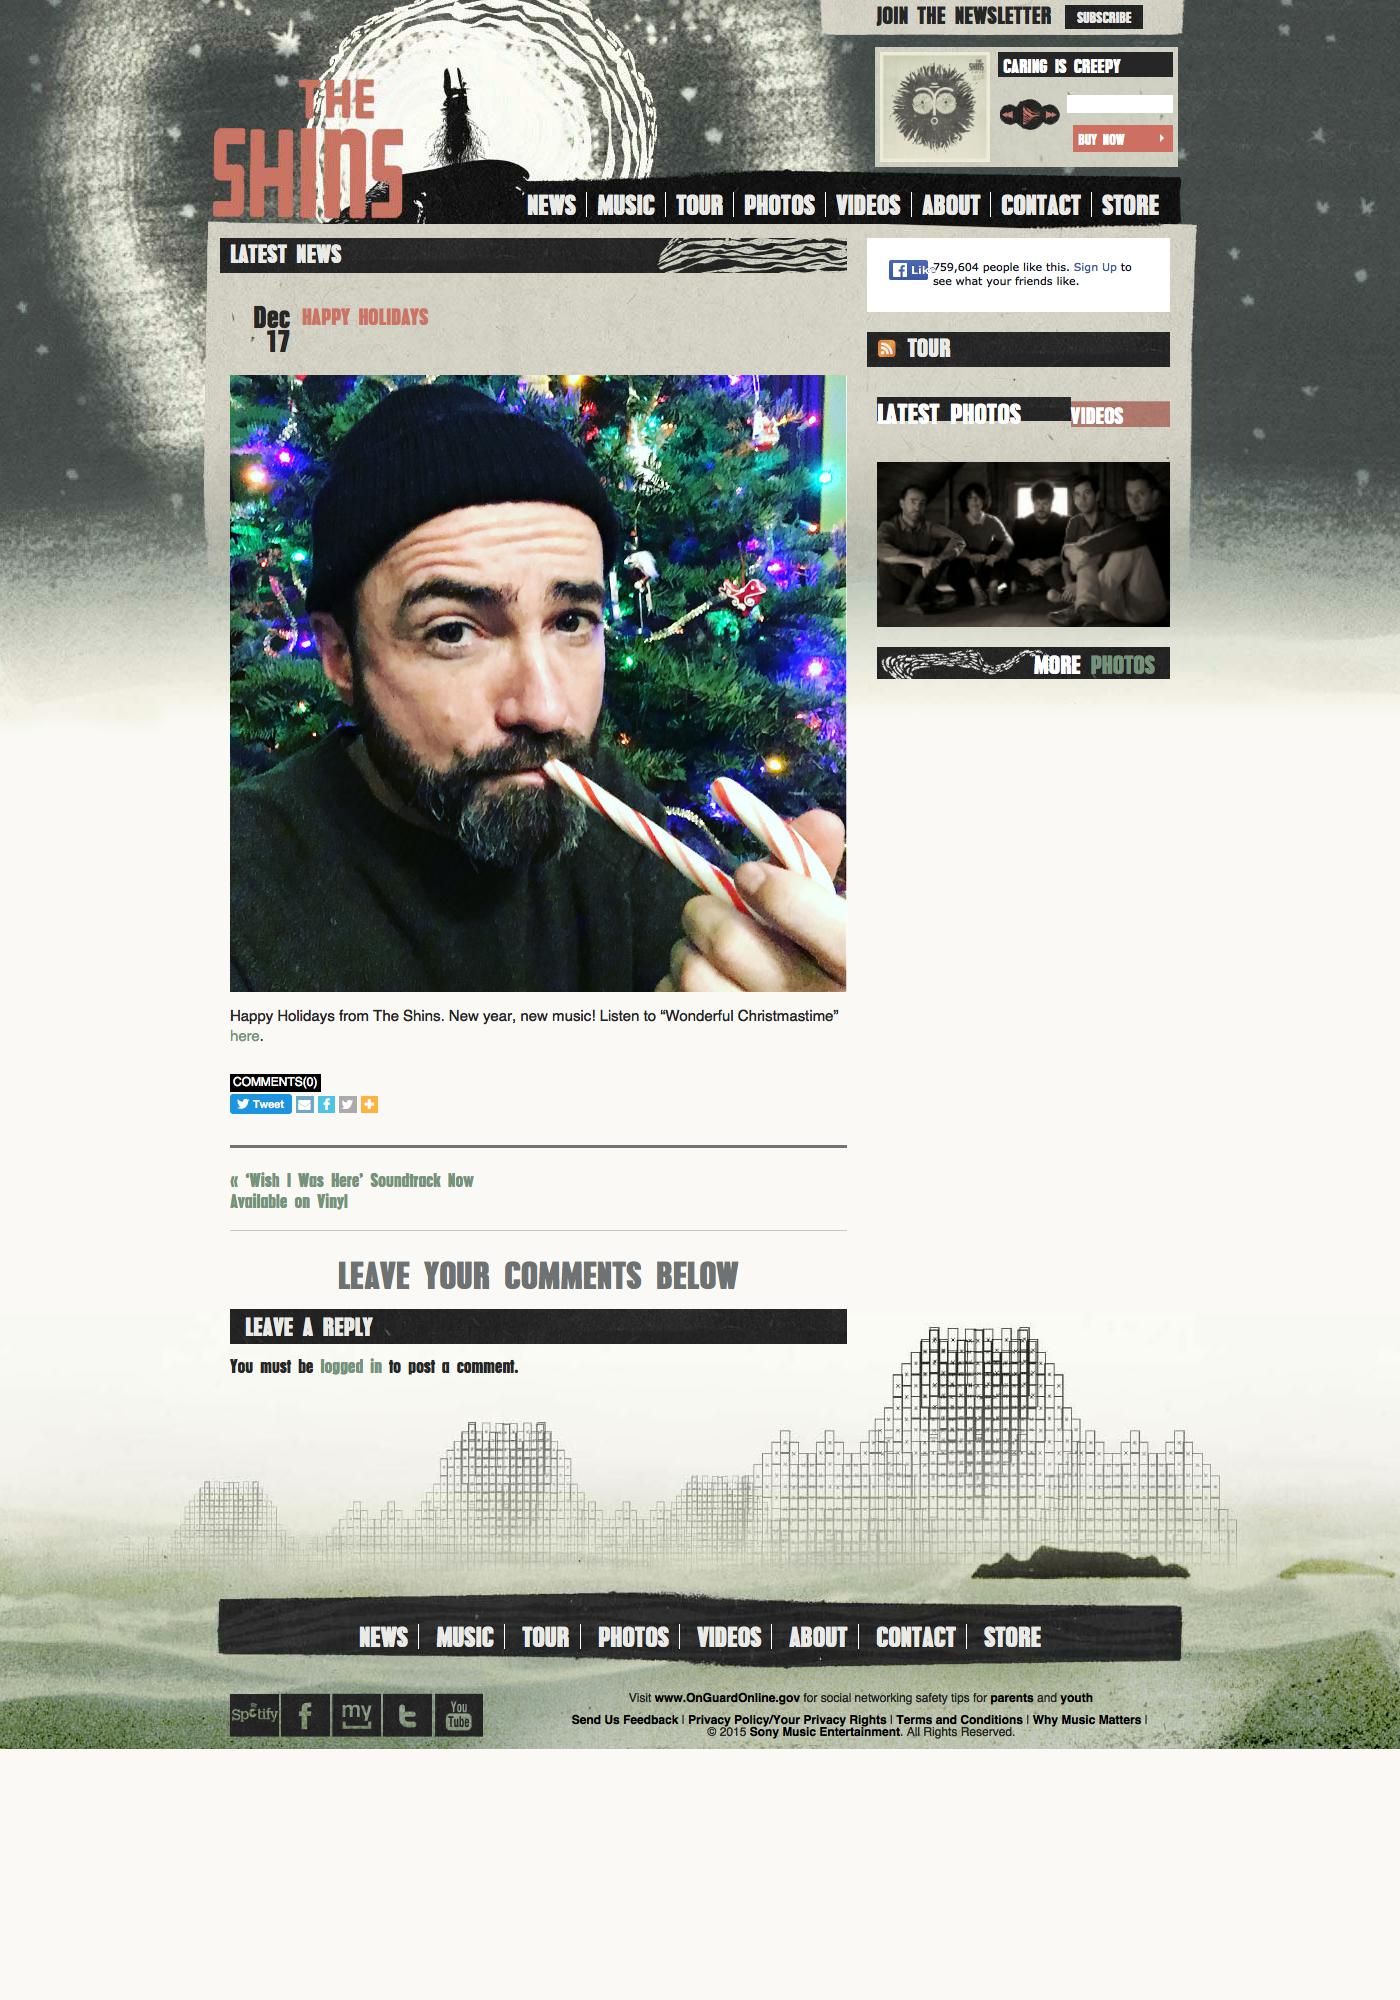 JOIN THE NEWSLETTER
SUBSCRIBE
THE
SHINS
THE
SHINS
CARING IS CREEPY
BUY NOW
NEWS
MUSIC
TOUR
PHOTOS
VIDEOS
ABOUT
CONTACT
STORE
LATEST NEWS
Dec
17
HAPPY HOLIDAYS
Like
759,604 people like this. Sign Up to
see what your friends like.
TOUR
LATEST PHOTOS
VIDEOS
MORE PHOTOS
Happy Holidays from The Shins. New year, new music! Listen to “Wonderful Christmastime”
here.
COMMENTS(0)
Tweet
« ‘Wish I Was Here’ Soundtrack Now
Available on Vinyl
LEAVE YOUR COMMENTS BELOW
LEAVE A REPLY
You must be logged in to post a comment.
NEWS
MUSIC
TOUR
PHOTOS
VIDEOS
ABOUT
CONTACT
STORE
Spotify
f
my
t
You
Tube
Visit www.OnGuardOnline.gov for social networking safety tips for parents and youth
Send Us Feedback | Privacy Policy/Your Privacy Rights | Terms and Conditions | Why Music Matters |
© 2015 Sony Music Entertainment. All Rights Reserved.